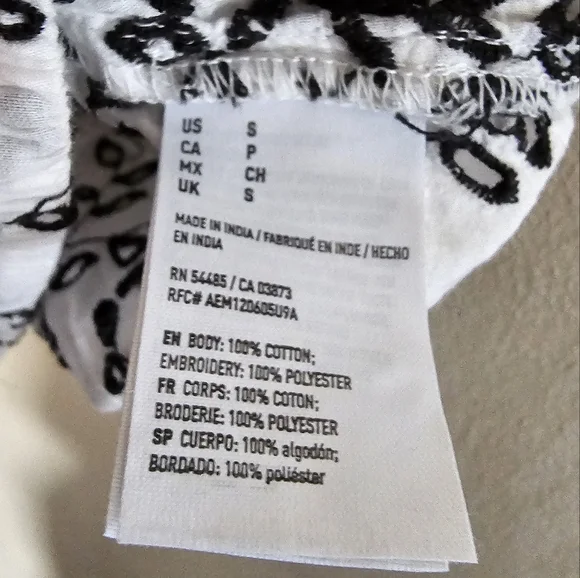 US S
CA P
MX CH
UK S
MADE IN INDIA / FABRIQUÉ EN INDE / HECHO
EN INDIA
RN 54485 / CA 03873
RFC# AEM120605U9A
EN BODY: 100% COTTON;
EMBROIDERY: 100% POLYESTER
FR CORPS: 100% COTON;
BRODERIE: 100% POLYESTER
SP CUERPO: 100% algodón;
BORDADO: 100% poliéster